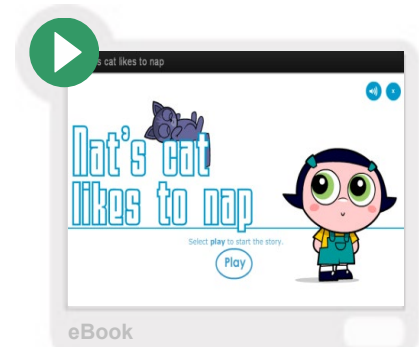 s cat likes to nap
Nat's cat
likes to nap
Select play to start the story.
Play
eBook